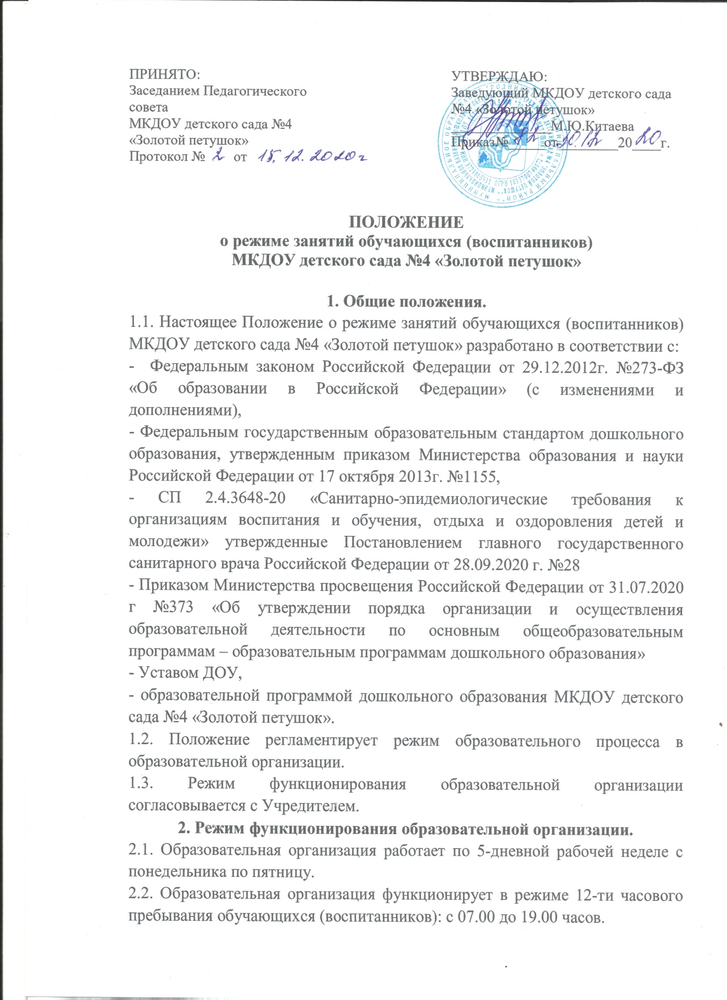 ПРИНЯТО:
Заседанием Педагогического
совета
МКДОУ детского сада №4
«Золотой петушок»
Протокол № 2 от 15.12.2020г
УТВЕРЖДАЮ:
Заведующий МКДОУ детского сада
№4 «Золотой петушок»
М.Ю.Китаева
Приказ№ 82 от 30.12 2020 г.
ПОЛОЖЕНИЕ
о режиме занятий обучающихся (воспитанников)
МКДОУ детского сада №4 «Золотой петушок»
1. Общие положения.
1.1. Настоящее Положение о режиме занятий обучающихся (воспитанников)
МКДОУ детского сада №4 «Золотой петушок» разработано в соответствии с:
- Федеральным законом Российской Федерации от 29.12.2012г. №273-ФЗ
«Об образовании в Российской Федерации» (с изменениями и
дополнениями),
- Федеральным государственным образовательным стандартом дошкольного
образования, утвержденным приказом Министерства образования и науки
Российской Федерации от 17 октября 2013г. №1155,
- СП 2.4.3648-20 «Санитарно-эпидемиологические требования к
организациям воспитания и обучения, отдыха и оздоровления детей и
молодежи» утвержденные Постановлением главного государственного
санитарного врача Российской Федерации от 28.09.2020 г. №28
- Приказом Министерства просвещения Российской Федерации от 31.07.2020
г №373 «Об утверждении порядка организации и осуществления
образовательной деятельности по основным общеобразовательным
программам – образовательным программам дошкольного образования»
- Уставом ДОУ,
- образовательной программой дошкольного образования МКДОУ детского
сада №4 «Золотой петушок».
1.2. Положение регламентирует режим образовательного процесса в
образовательной организации.
1.3. Режим функционирования образовательной организации
согласовывается с Учредителем.
2. Режим функционирования образовательной организации.
2.1. Образовательная организация работает по 5-дневной рабочей неделе с
понедельника по пятницу.
2.2. Образовательная организация функционирует в режиме 12-ти часового
пребывания обучающихся (воспитанников): с 07.00 до 19.00 часов.